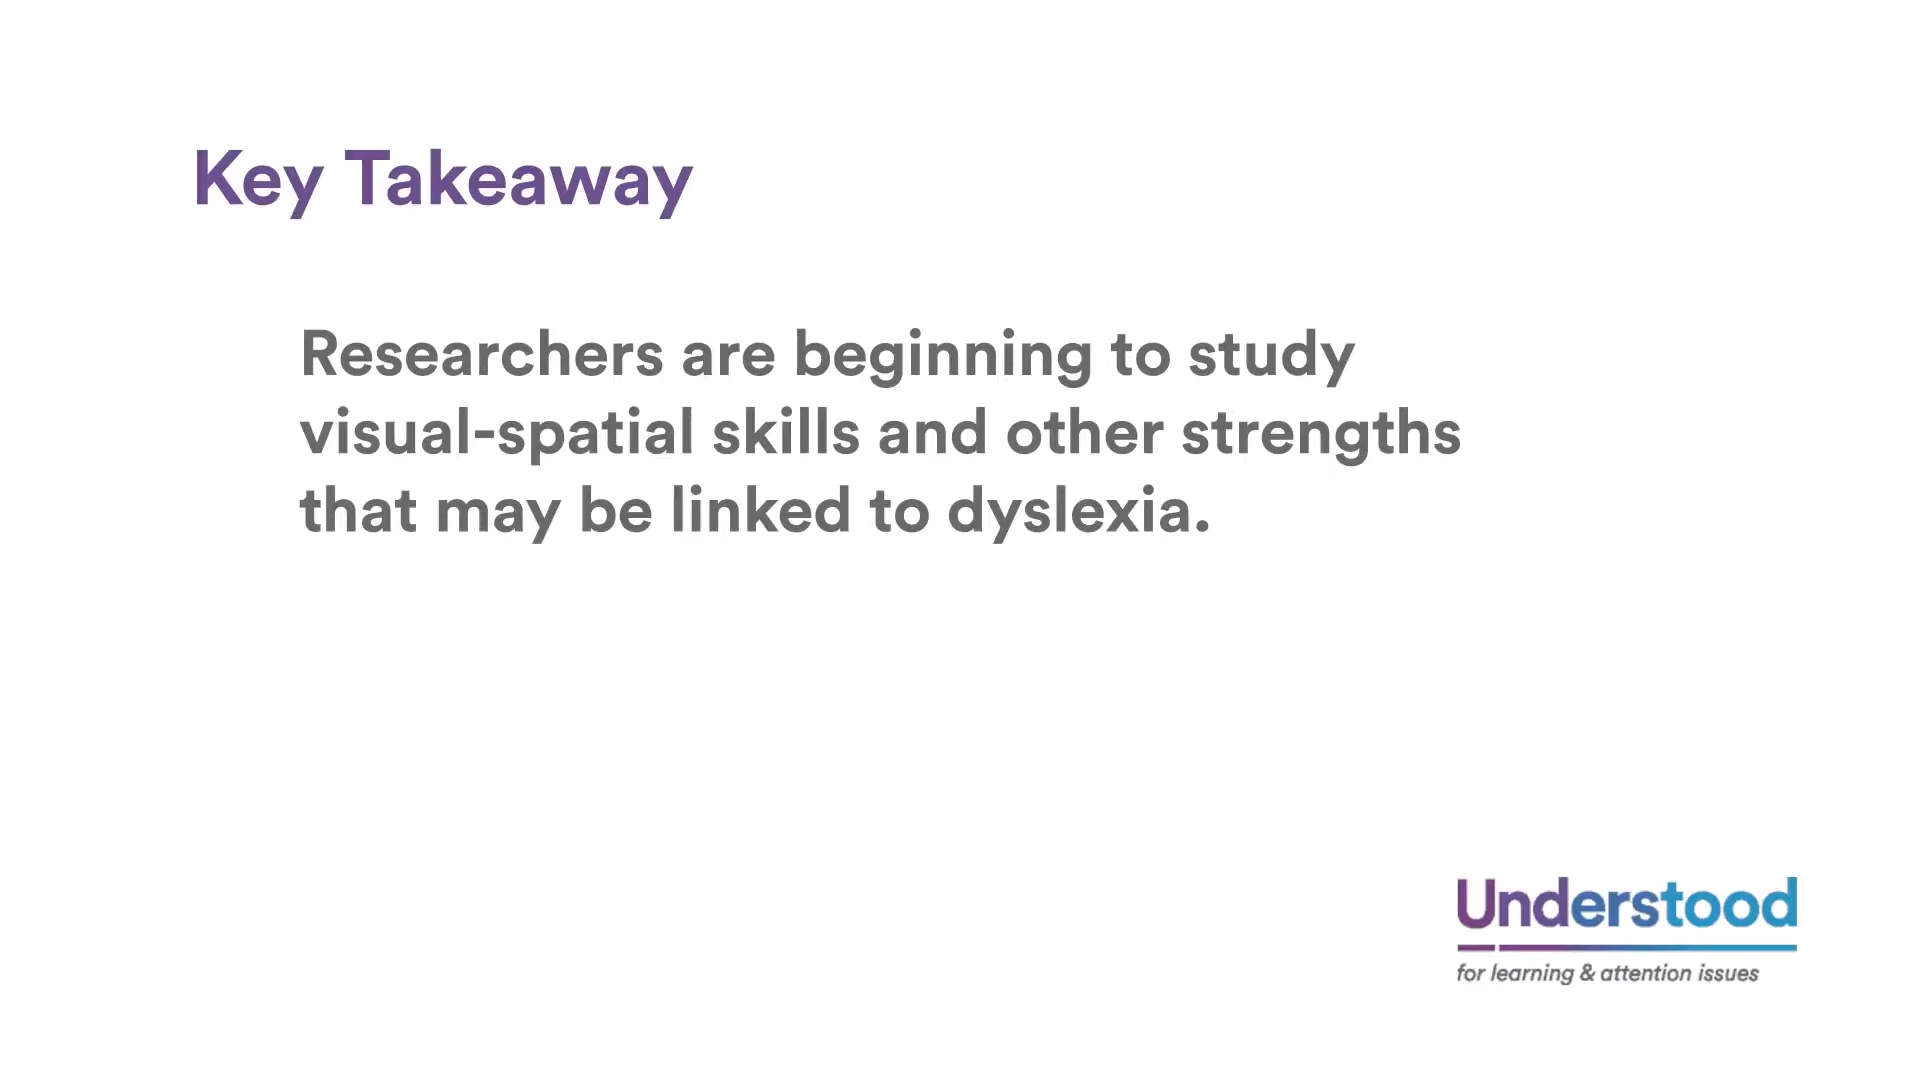 Key Takeaway
Researchers are beginning to study
visual-spatial skills and other strengths
that may be linked to dyslexia.
Understood
for learning & attention issues